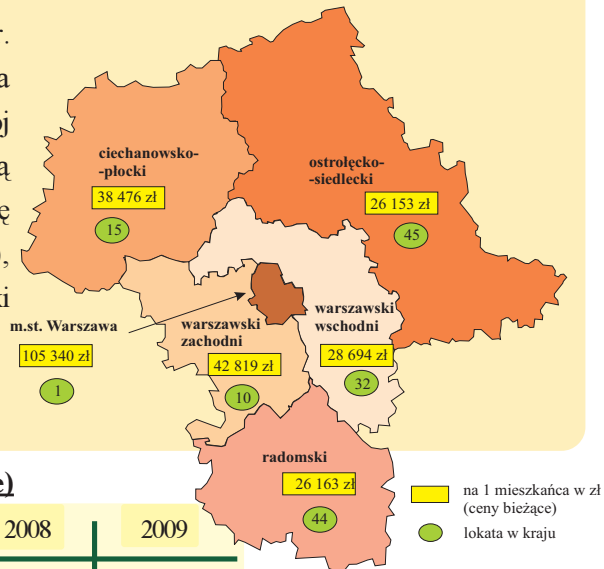 r.
a
oj
ą
ę
),
ki
ciechanowsko-
-płocki
38 476 zł
15
ostrołęcko-
-siedlecki
26 153 zł
45
m.st. Warszawa
105 340 zł
1
warszawski
zachodni
42 819 zł
10
warszawski
wschodni
28 694 zł
32
radomski
26 163 zł
44
na 1 mieszkańca w zł
(ceny bieżące)
lokata w kraju
e)
2008
2009